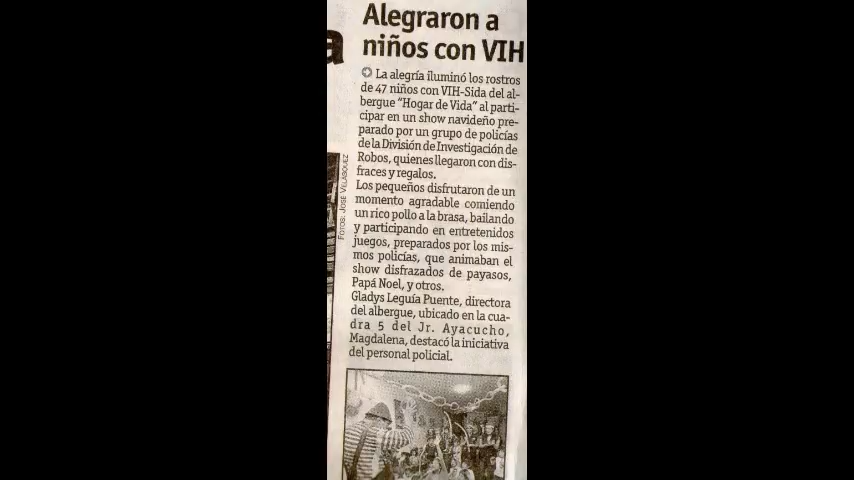 Alegraron a
niños con VIH
La alegría iluminó los rostros
de 47 niños con VIH-Sida del al-
bergue "Hogar de Vida" al parti-
cipar en un show navideño pre-
parado por un grupo de policías
de la División de Investigación de
Robos, quienes llegaron con dis-
fraces y regalos.
Los pequeños disfrutaron de un
momento agradable comiendo
un rico pollo a la brasa, bailando
y participando en entretenidos
juegos, preparados por los mis-
mos policías, que animaban el
show disfrazados de payasos,
Papá Noel, y otros.
Gladys Leguía Puente, directora
del albergue, ubicado en la cua-
dra 5 del Jr. Ayacucho,
Magdalena, destacó la iniciativa
del personal policial.
a
FOTOS: JOSÉ VELÁSQUEZ